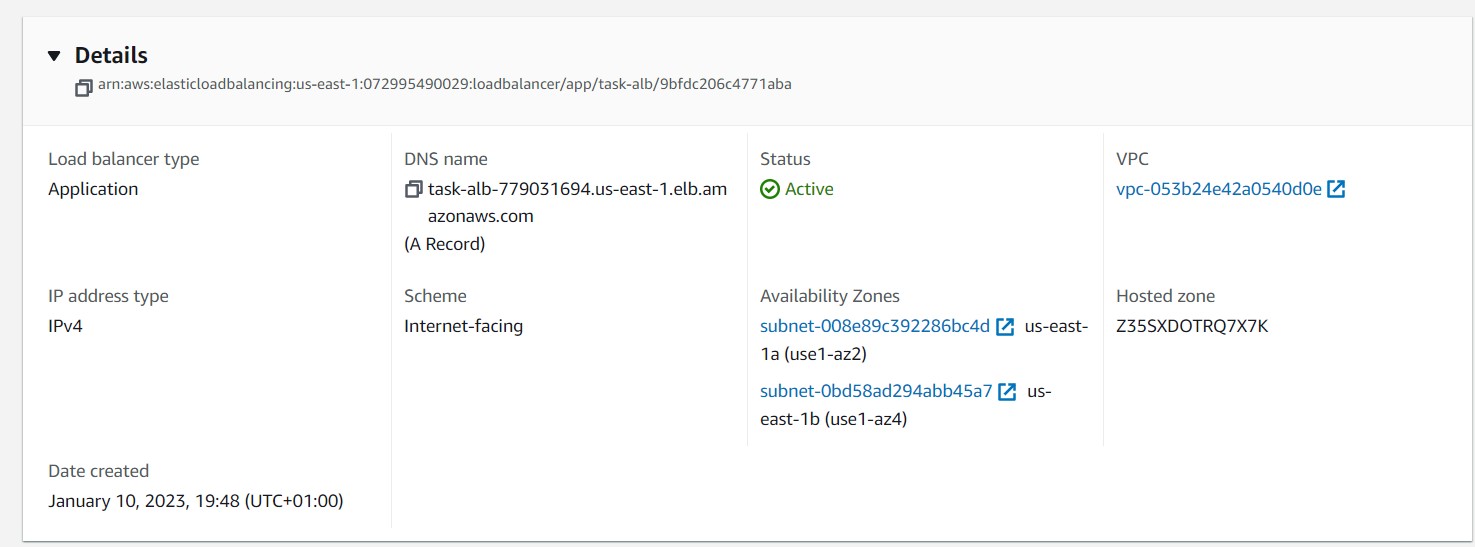 Details
arn:aws:elasticloadbalancing:us-east-1:072995490029:loadbalancer/app/task-alb/9bfdc206c4771aba
Load balancer type
Application
DNS name
task-alb-779031694.us-east-1.elb.am
azonaws.com
(A Record)
Status
Active
VPC
vpc-053b24e42a0540d0e
IP address type
IPv4
Scheme
Internet-facing
Availability Zones
subnet-008e89c392286bc4d us-east-
1a (use1-az2)
subnet-0bd58ad294abb45a7 us-
east-1b (use1-az4)
Hosted zone
Z35SXDOTRQ7X7K
Date created
January 10, 2023, 19:48 (UTC+01:00)